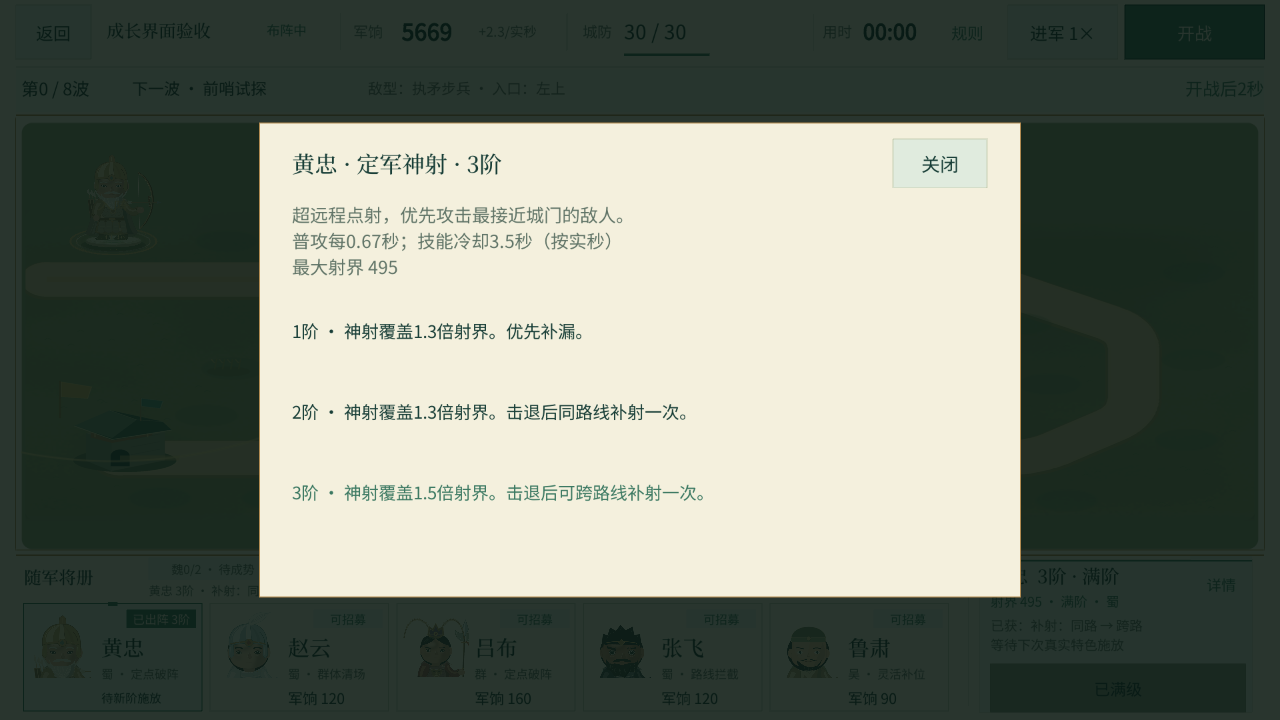 返回
成长界面验收
布阵中
军饷 5669 +2.3/实秒
城防 30 / 30
用时 00:00
规则
进军 1×
开战
第0 / 8波
下一波 · 前哨试探
敌型：执矛步兵 · 入口：左上
开战后2秒
黄忠 · 定军神射 · 3阶
关闭
超远程点射，优先攻击最接近城门的敌人。
普攻每0.67秒；技能冷却3.5秒（按实秒）
最大射界 495
1阶 · 神射覆盖1.3倍射界。优先补漏。
2阶 · 神射覆盖1.3倍射界。击退后同路线补射一次。
3阶 · 神射覆盖1.5倍射界。击退后可跨路线补射一次。
随军将册
魏0/2 · 待成势
黄忠 3阶 · 补射：同
已出阵 3阶
黄忠
蜀 · 定点破阵
待新阶施放
可招募
赵云
蜀 · 群体清场
军饷 120
可招募
吕布
群 · 定点破阵
军饷 160
可招募
张飞
蜀 · 路线拦截
军饷 120
可招募
鲁肃
吴 · 灵活补位
军饷 90
3阶 · 满阶
详情
射界 495 · 满阶 · 蜀
已获：补射：同路 → 跨路
等待下次真实特色施放
已满级